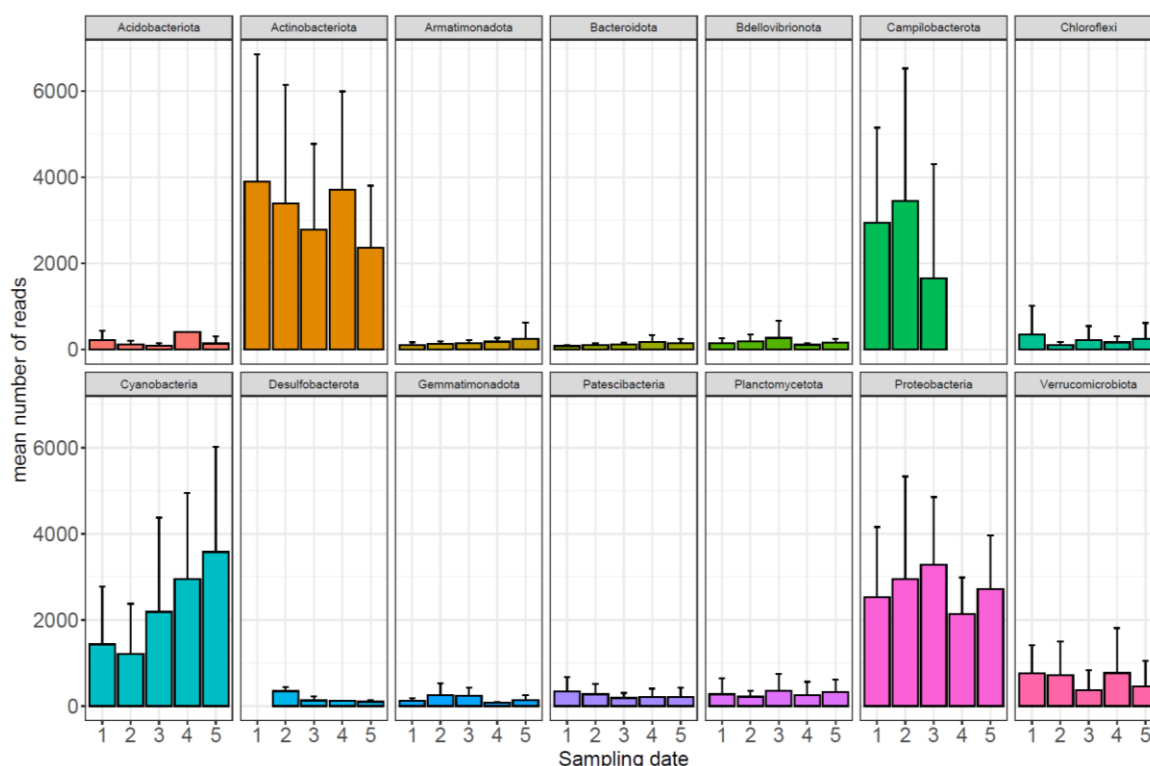 Acidobacteriota Actinobacteriota Armatimonadota Bacteroidota Bdellovibrionota Campilobacterota Chloroflexi
6000
4000
2000
0
mean number of reads
Cyanobacteria Desulfobacterota Gemmatimonadota Patescibacteria Planctomycetota Proteobacteria Verrucomicrobiota
6000
4000
2000
0
1 2 3 4 5 1 2 3 4 5 1 2 3 4 5 1 2 3 4 5 1 2 3 4 5 1 2 3 4 5 1 2 3 4 5
Sampling date